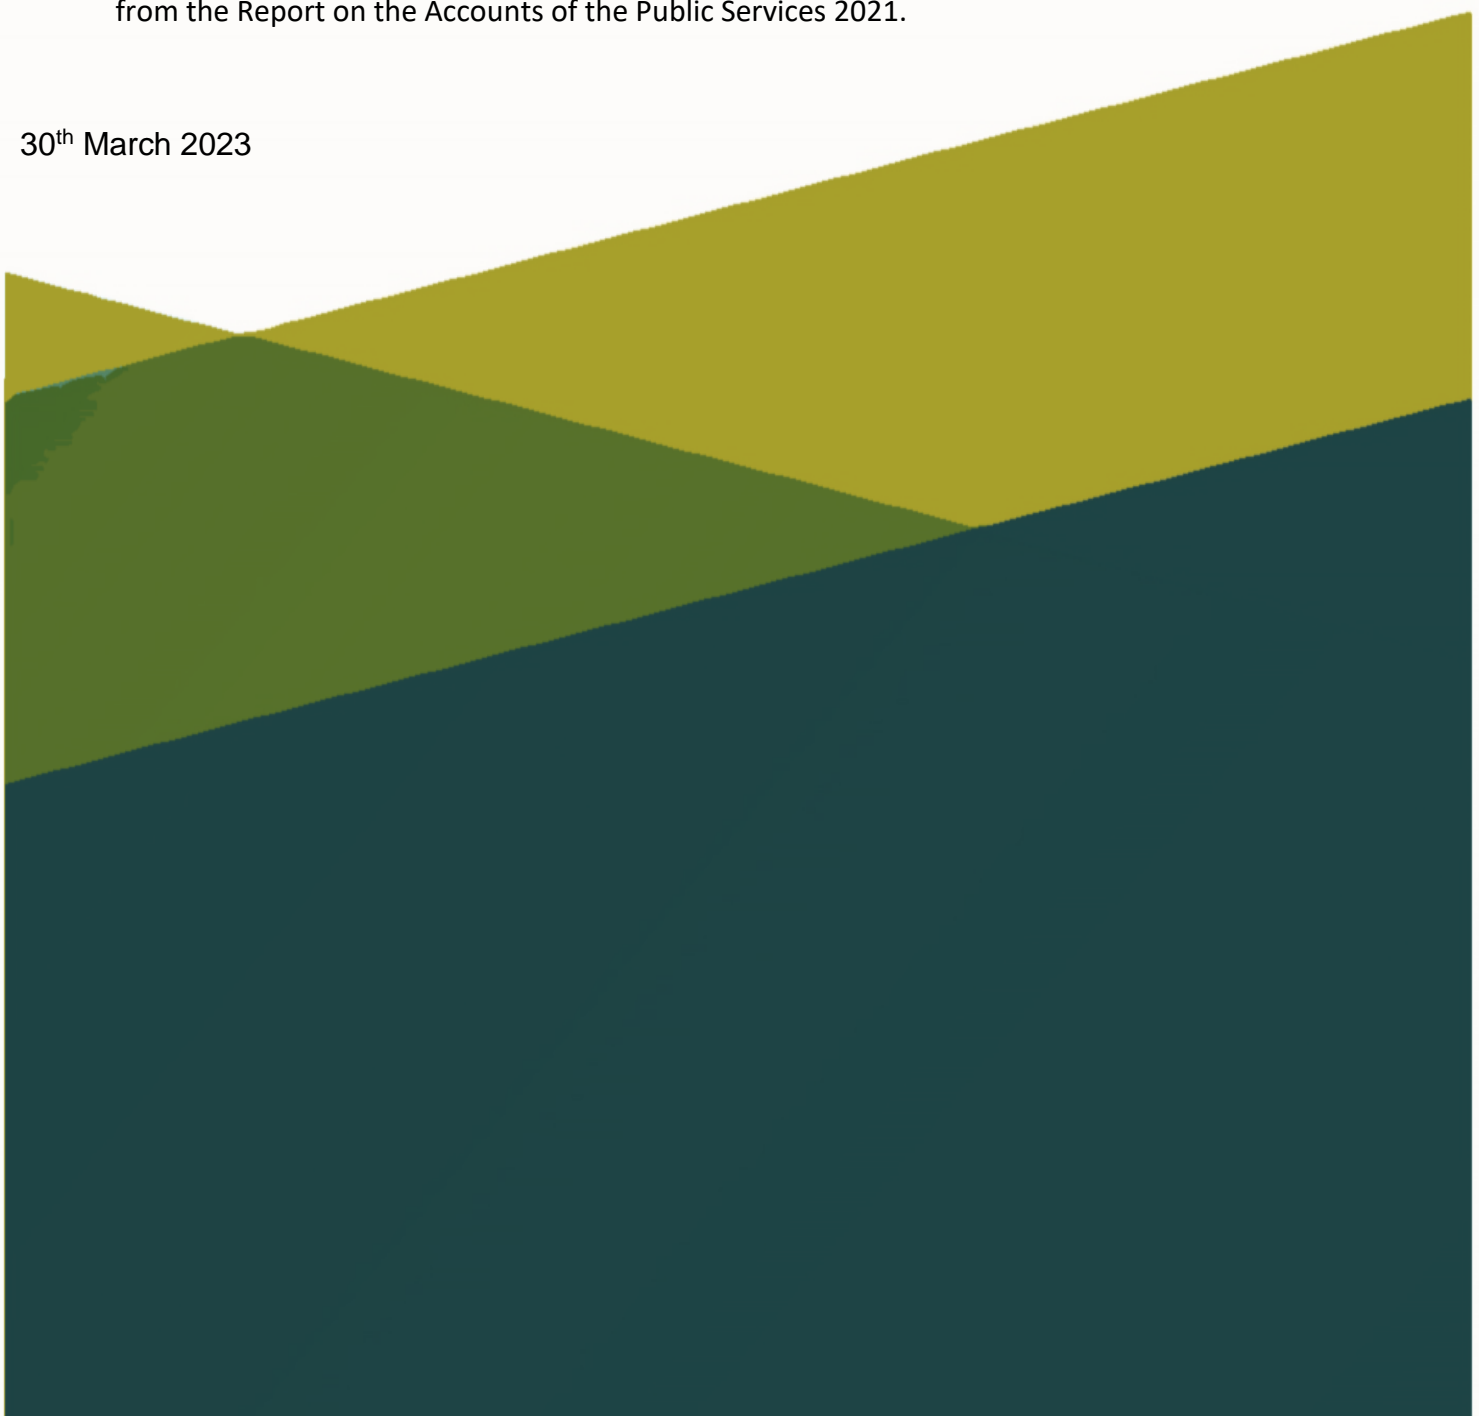 from the Report on the Accounts of the Public Services 2021.
30th March 2023